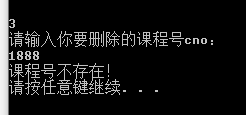 3
请输入你要删除的课程号cno：
1888
课程号不存在！
请按任意键继续. . .